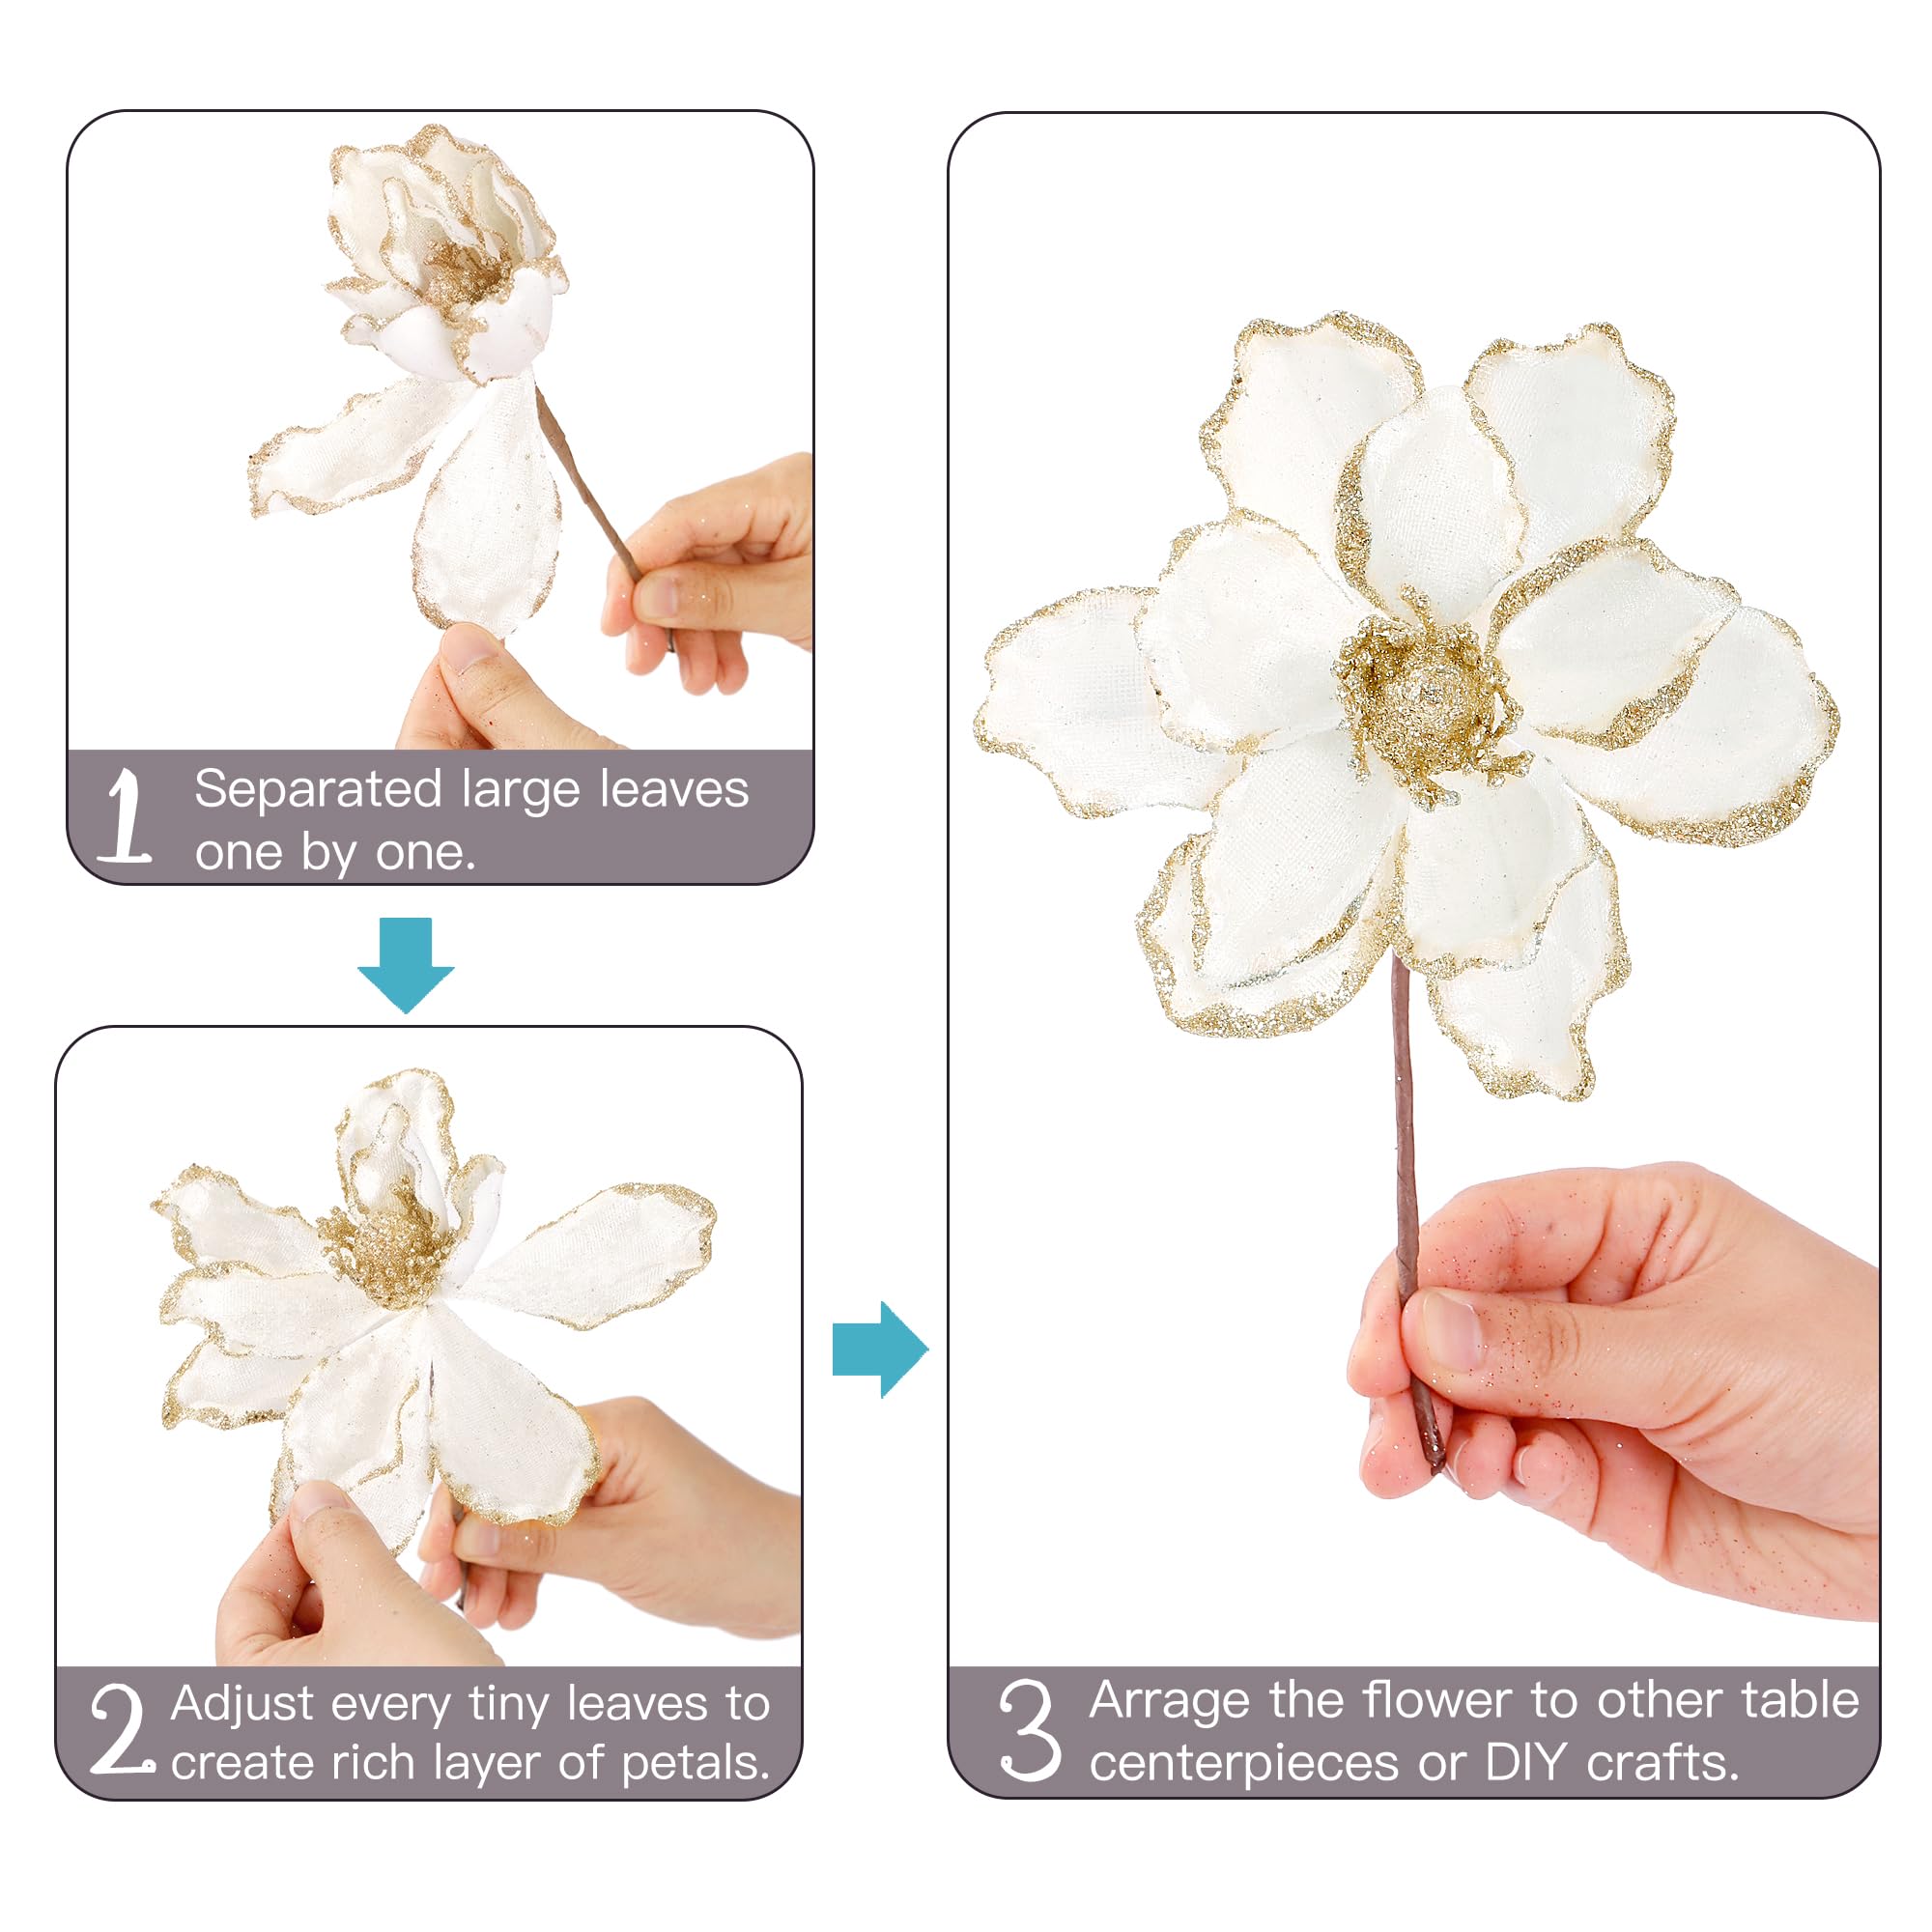 1 Separated large leaves
one by one.
2 Adjust every tiny leaves to
create rich layer of petals.
3 Arrage the flower to other table
centerpieces or DIY crafts.